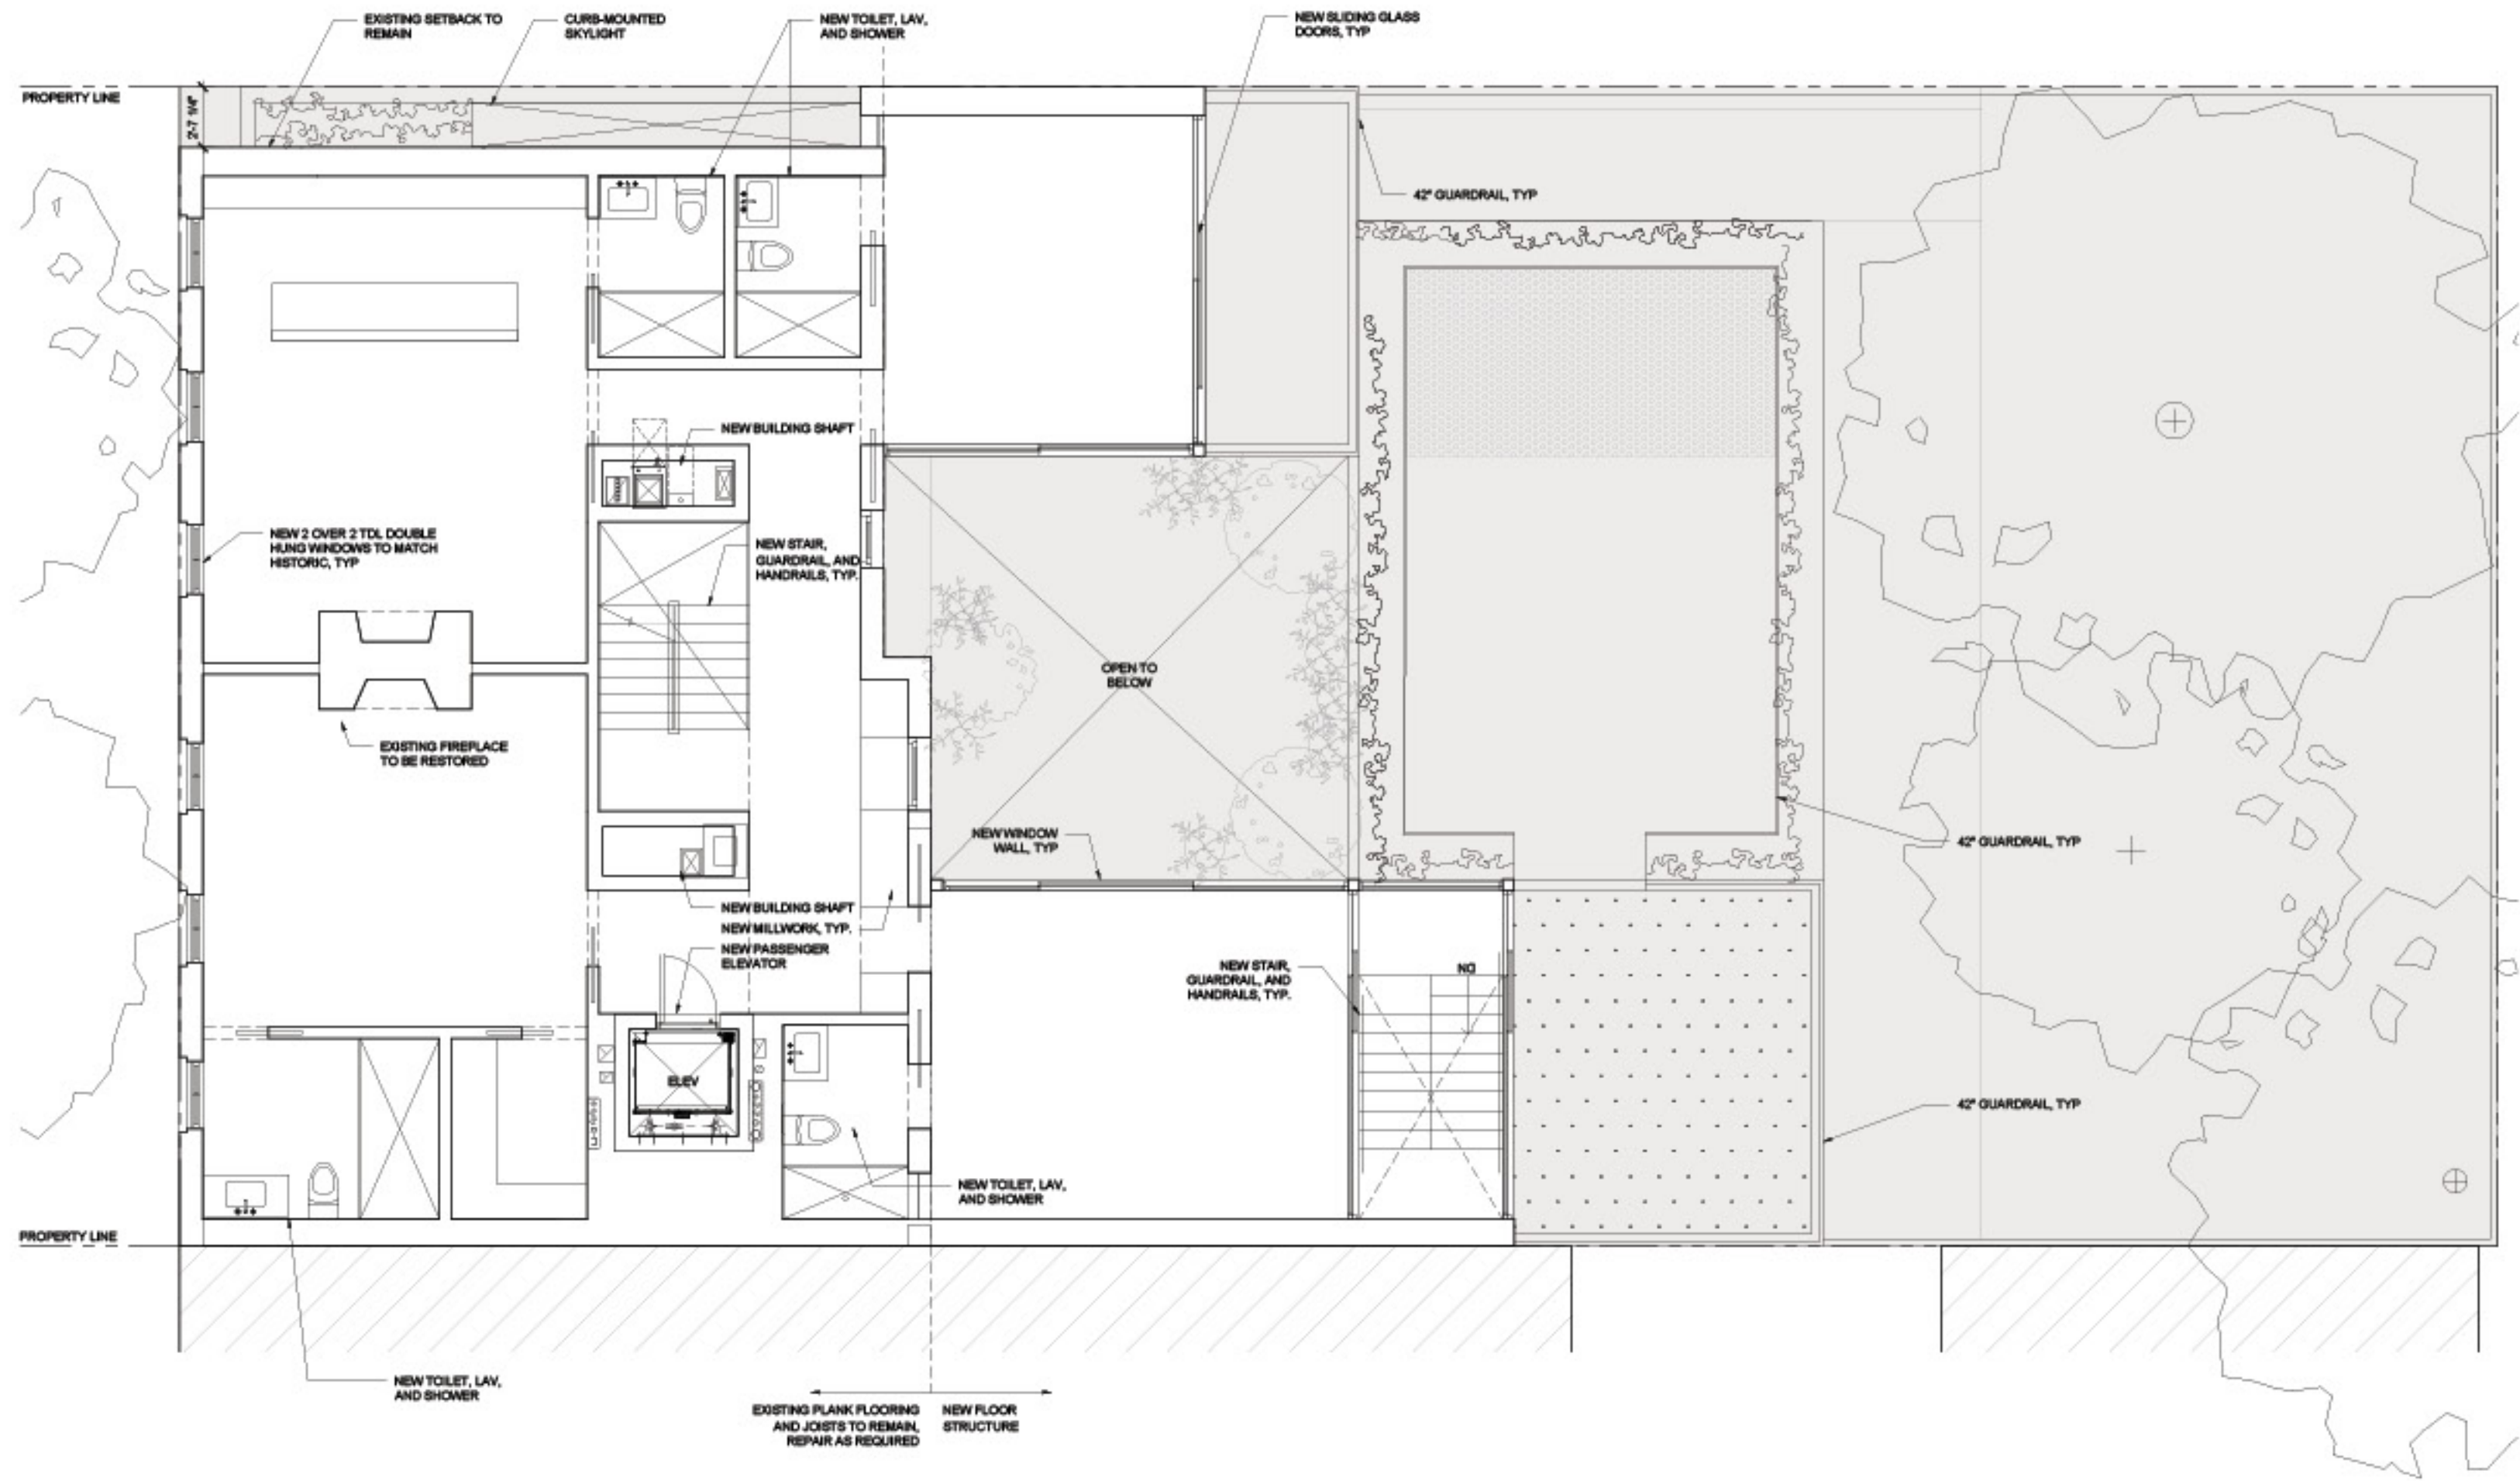 EXISTING SETBACK TO
REMAIN
CURB-MOUNTED
SKYLIGHT
NEW TOILET, LAV,
AND SHOWER
NEW SLIDING GLASS
DOORS, TYP
PROPERTY LINE
2'-7 1/4"
42" GUARDRAIL, TYP
NEW BUILDING SHAFT
NEW 2 OVER 2 TDL DOUBLE
HUNG WINDOWS TO MATCH
HISTORIC, TYP
NEW STAIR,
GUARDRAIL, AND
HANDRAILS, TYP.
OPEN TO
BELOW
EXISTING FIREPLACE
TO BE RESTORED
NEW WINDOW
WALL, TYP
42" GUARDRAIL, TYP
NEW BUILDING SHAFT
NEW MILLWORK, TYP.
NEW PASSENGER
ELEVATOR
NEW STAIR,
GUARDRAIL, AND
HANDRAILS, TYP.
DN
ELEV
42" GUARDRAIL, TYP
NEW TOILET, LAV,
AND SHOWER
PROPERTY LINE
NEW TOILET, LAV,
AND SHOWER
EXISTING PLANK FLOORING
AND JOISTS TO REMAIN,
REPAIR AS REQUIRED
NEW FLOOR
STRUCTURE